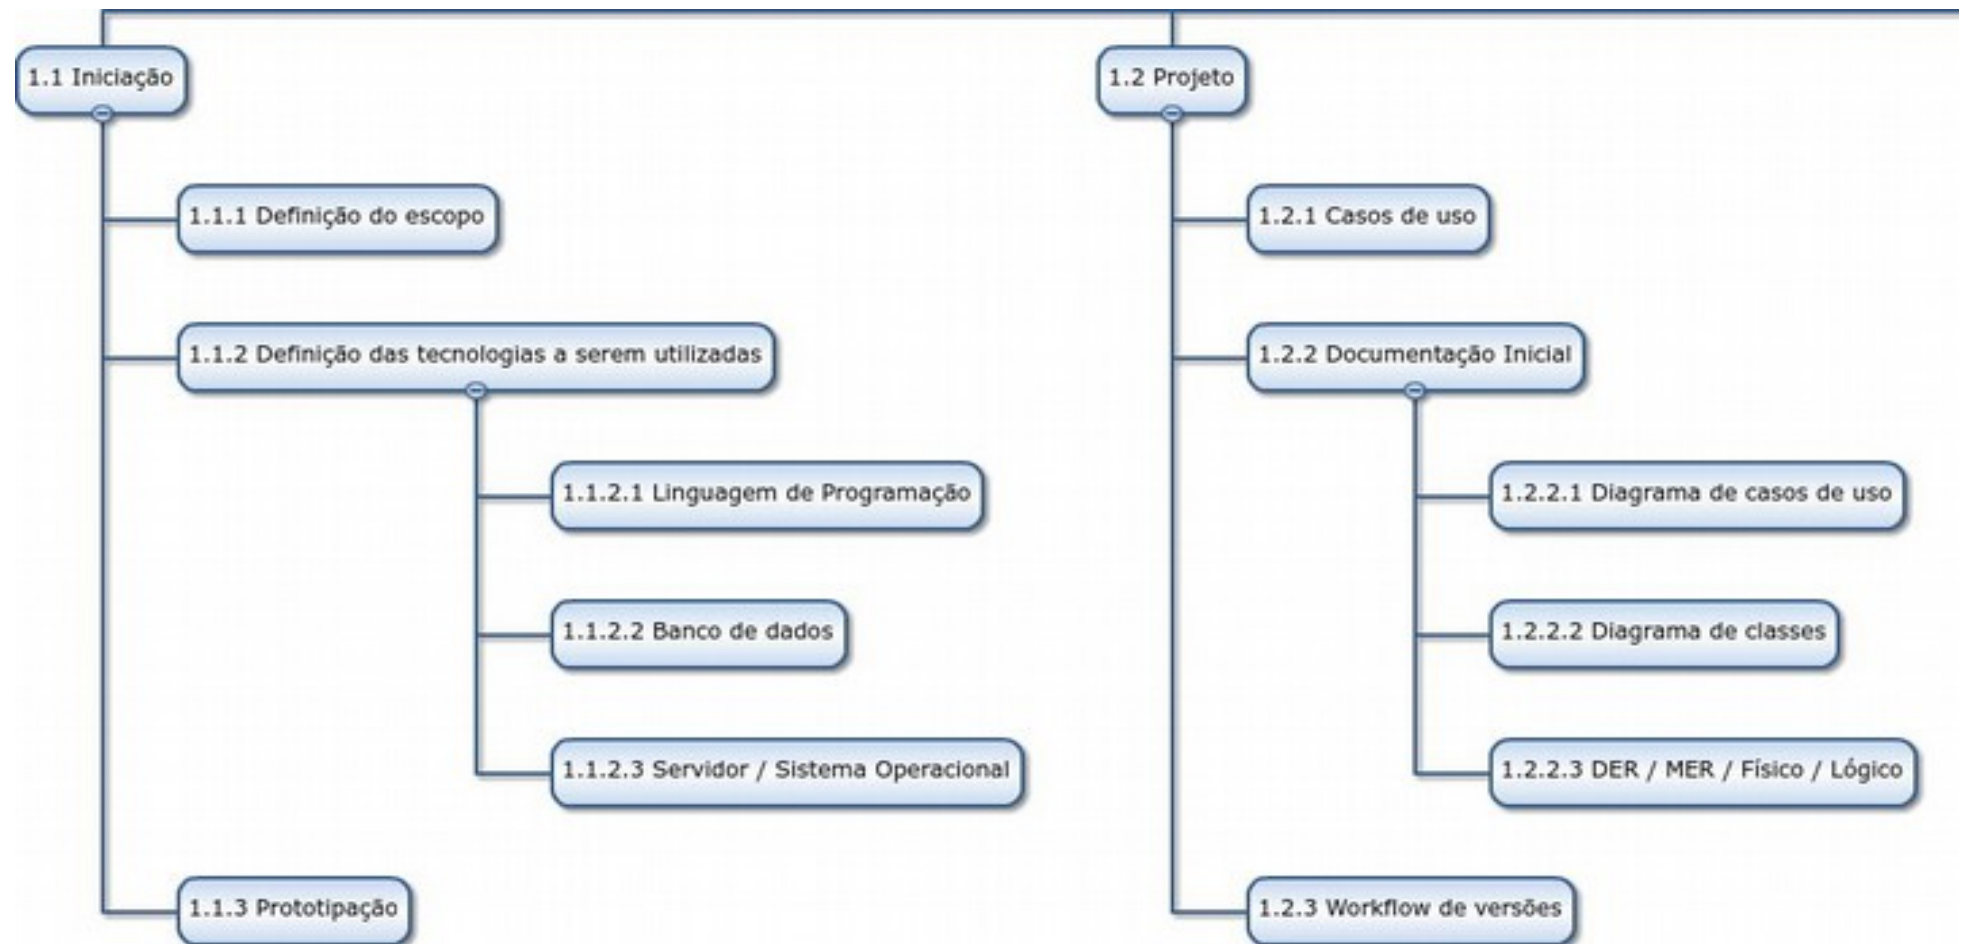 1.1 Iniciação
1.1.1 Definição do escopo
1.1.2 Definição das tecnologias a serem utilizadas
1.1.2.1 Linguagem de Programação
1.1.2.2 Banco de dados
1.1.2.3 Servidor / Sistema Operacional
1.1.3 Prototipação
1.2 Projeto
1.2.1 Casos de uso
1.2.2 Documentação Inicial
1.2.2.1 Diagrama de casos de uso
1.2.2.2 Diagrama de classes
1.2.2.3 DER / MER / Físico / Lógico
1.2.3 Workflow de versões